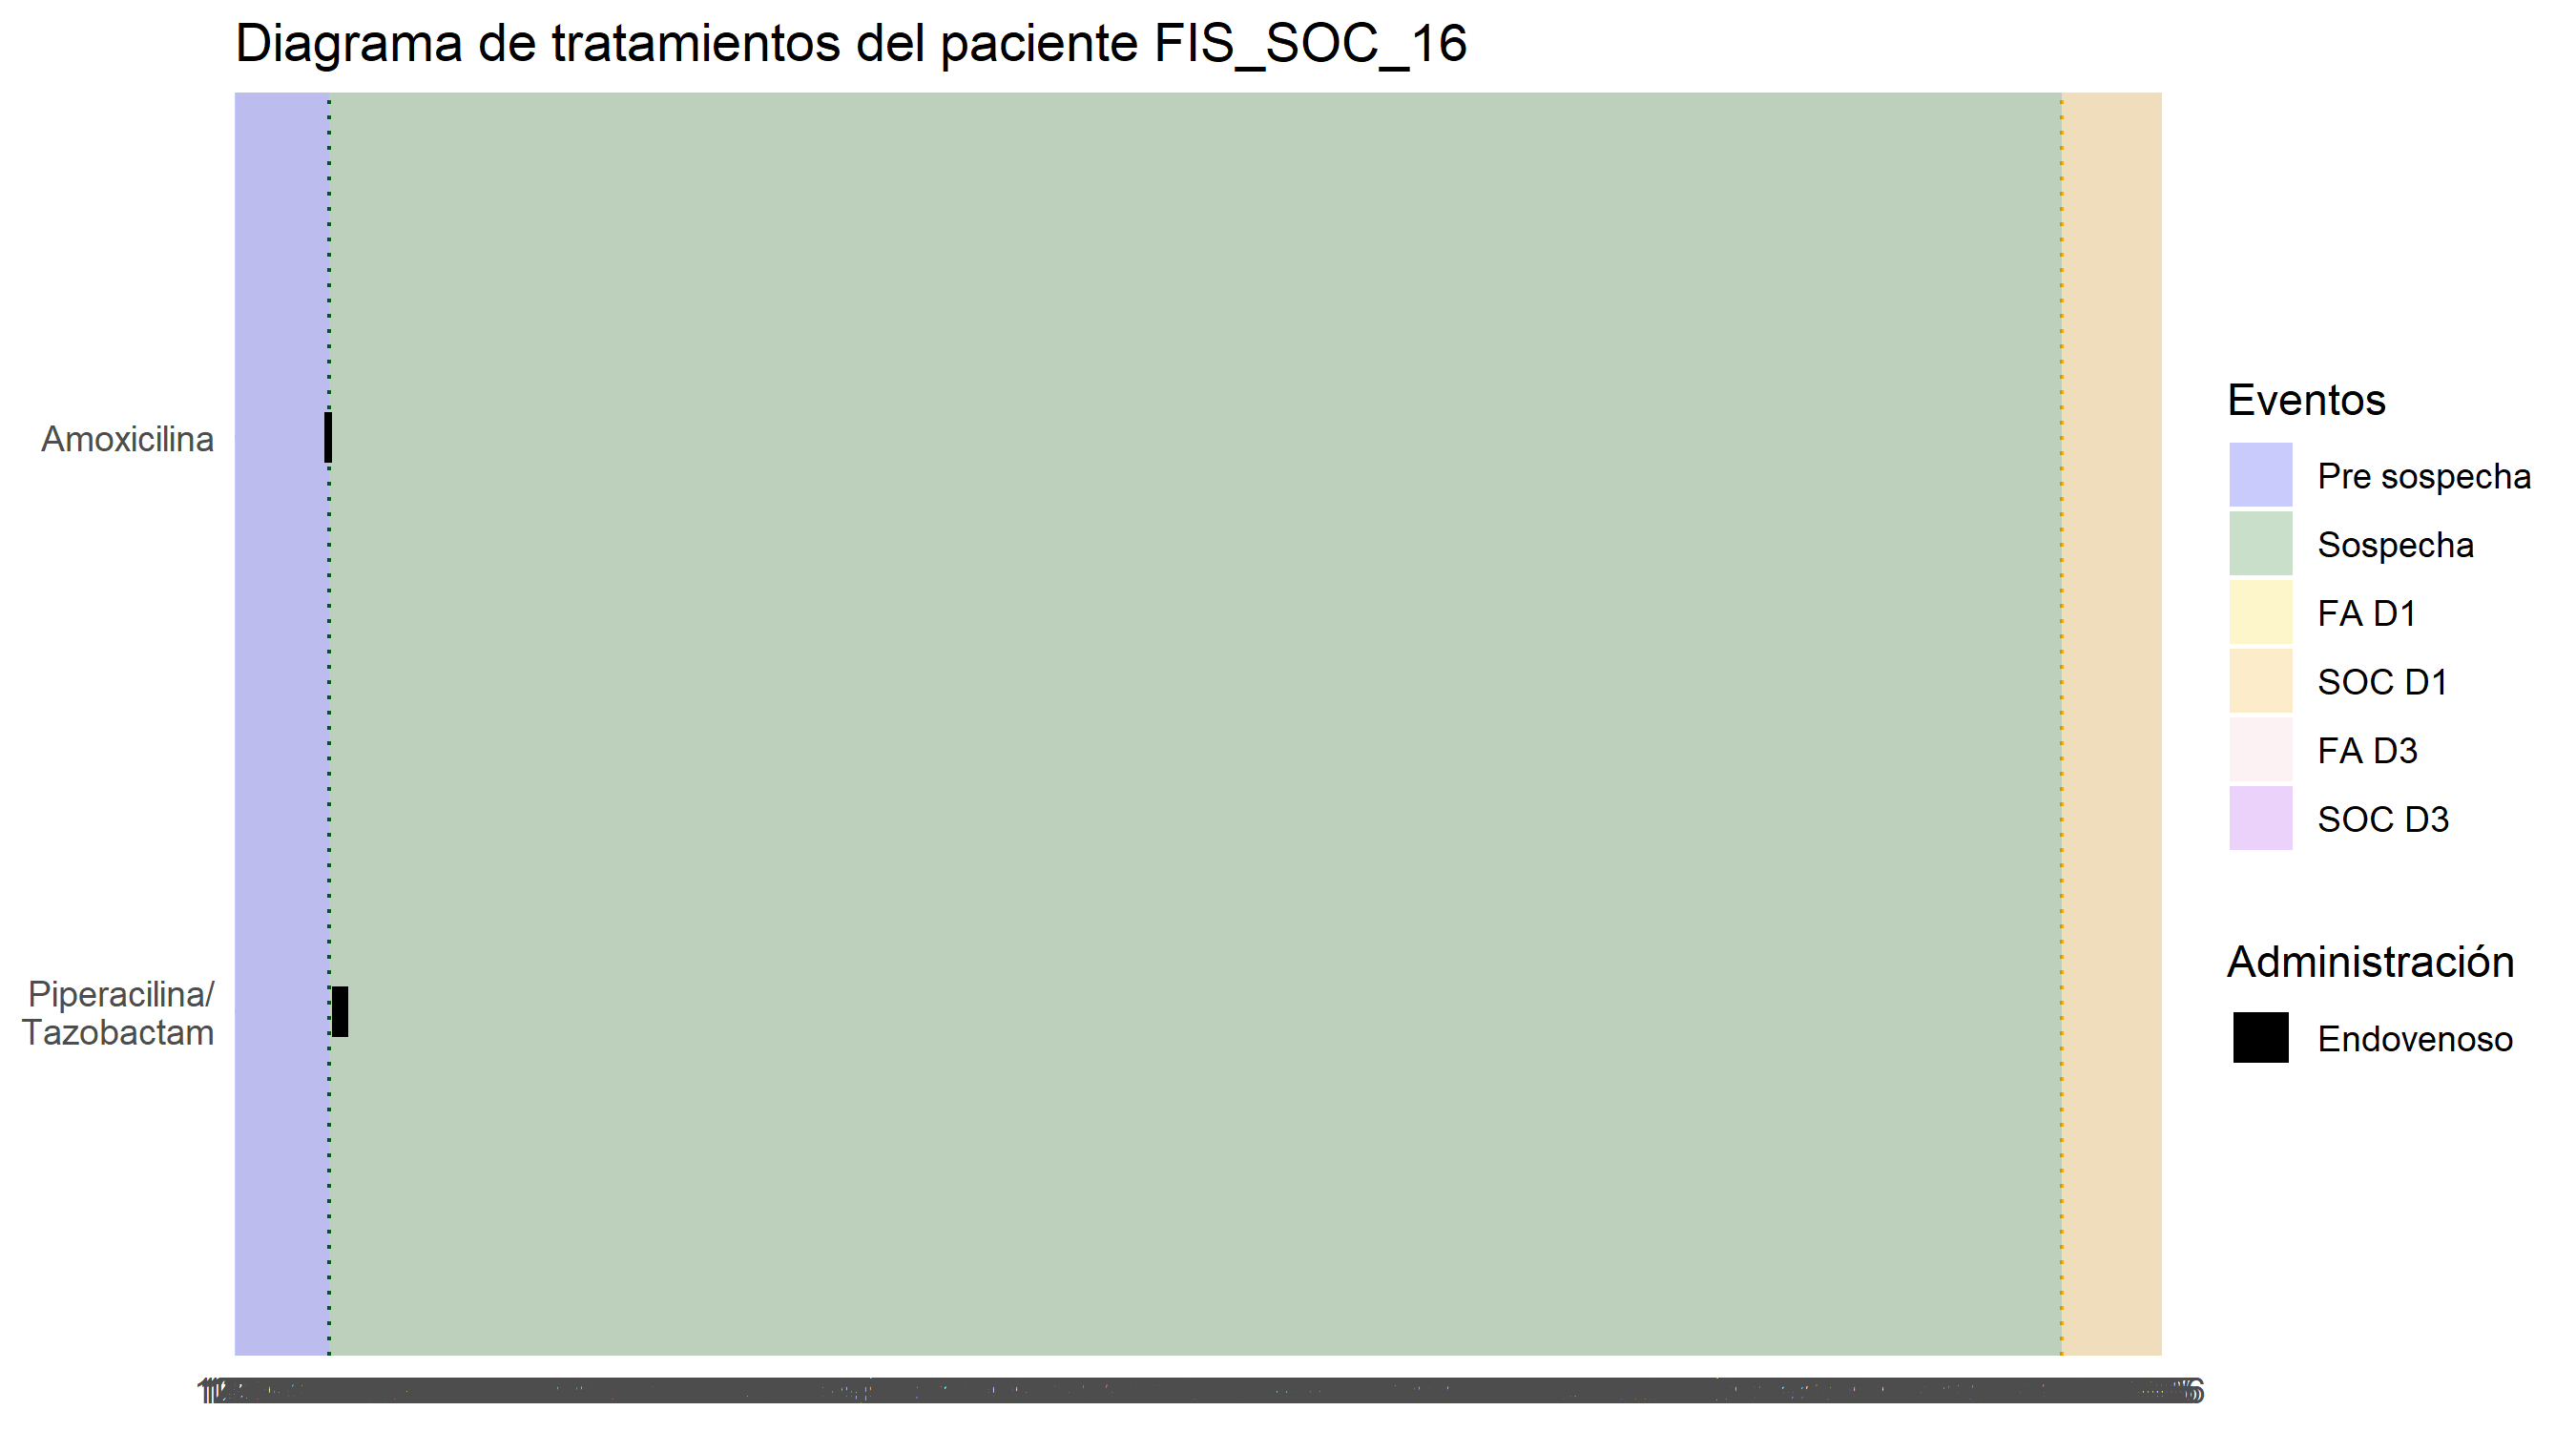 Diagrama de tratamientos del paciente FIS_SOC_16
Amoxicilina
Piperacilina/
Tazobactam
Eventos
Pre sospecha
Sospecha
FA D1
SOC D1
FA D3
SOC D3
Administración
Endovenoso